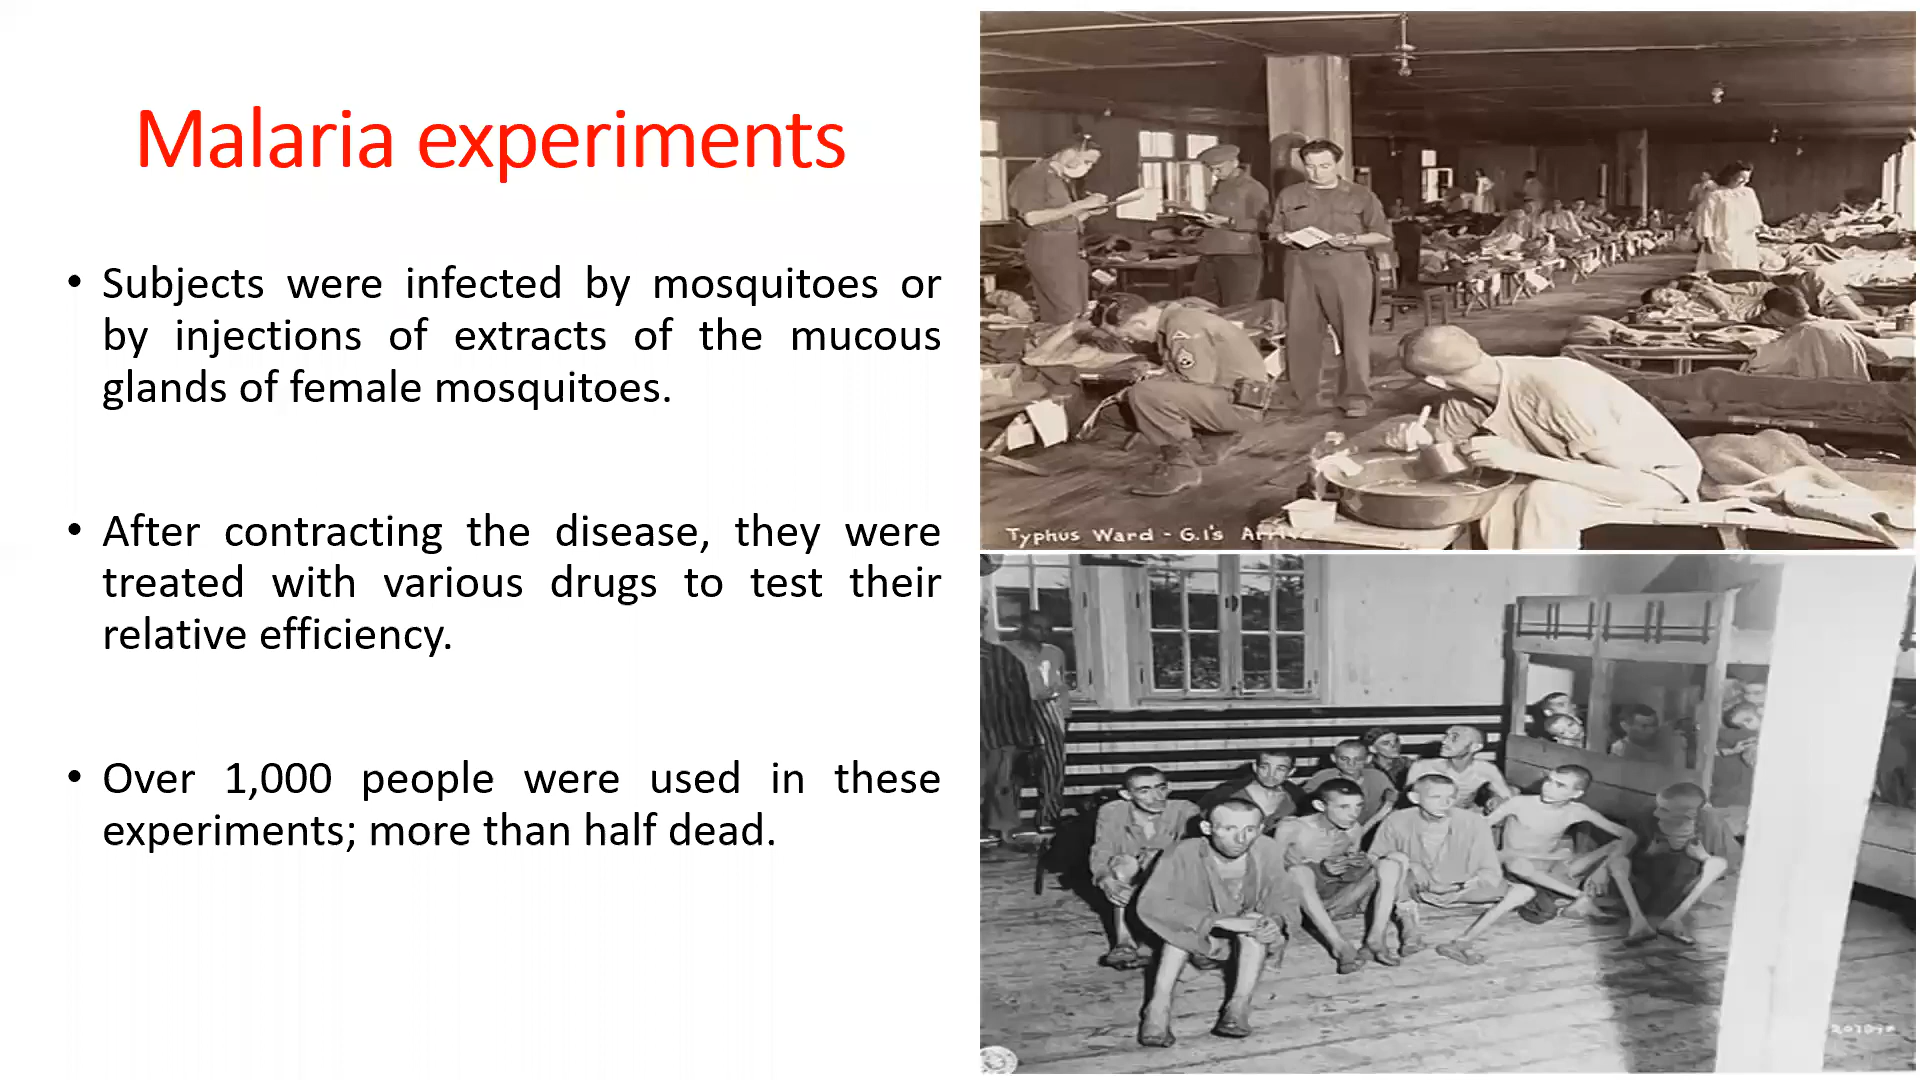 Malaria experiments
• Subjects were infected by mosquitoes or
by injections of extracts of the mucous
glands of female mosquitoes.
• After contracting the disease, they were
treated with various drugs to test their
relative efficiency.
• Over 1,000 people were used in these
experiments; more than half dead.
Typhus Ward - G.I's